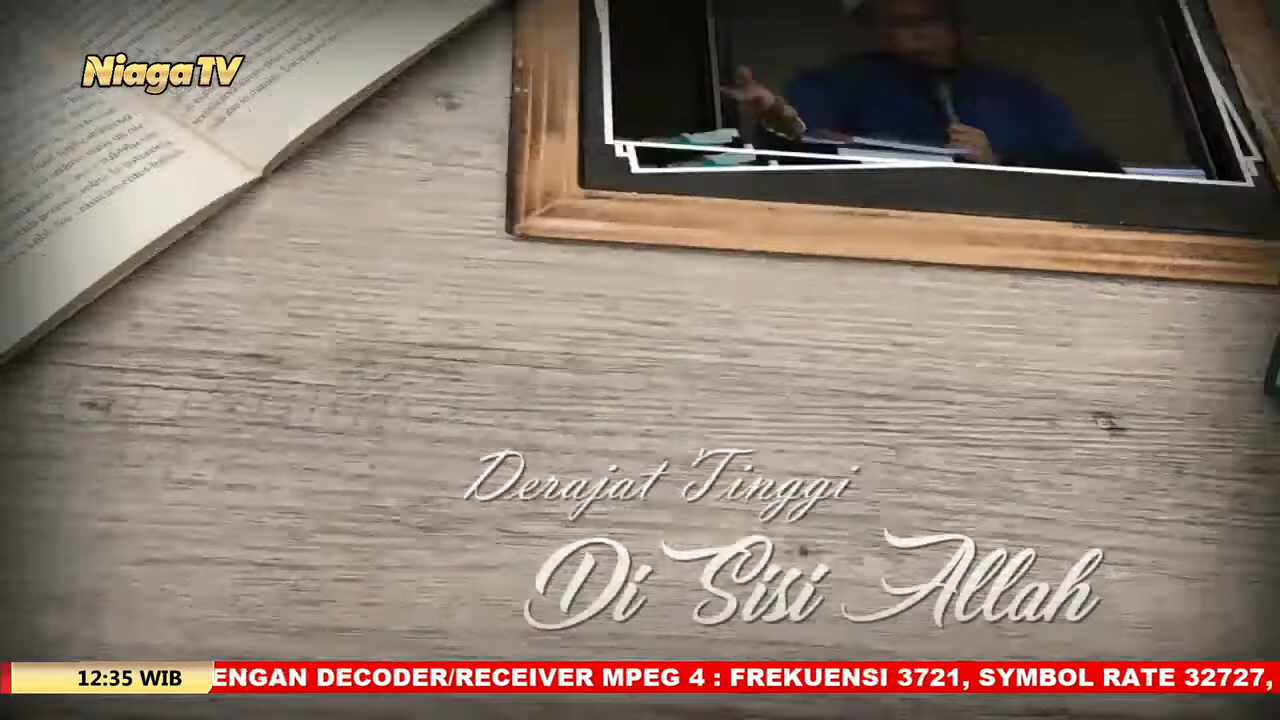 NiagaTV
Derajat Tinggi
Di Sisi Allah
12:35 WIB
ENGAN DECODER/RECEIVER MPEG 4 : FREKUENSI 3721, SYMBOL RATE 32727,